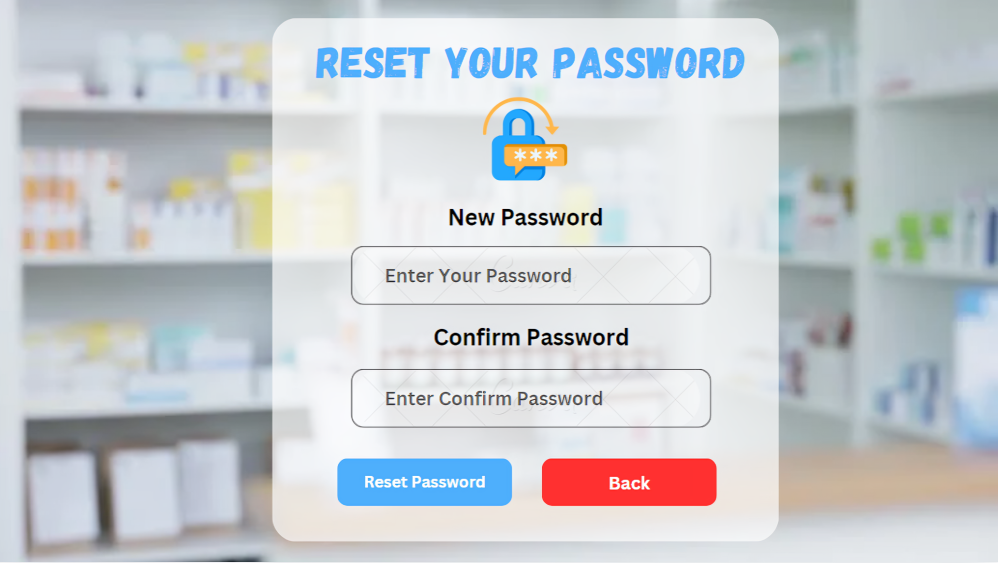 RESET YOUR PASSWORD
***
New Password
Enter Your Password
Confirm Password
Enter Confirm Password
Reset Password
Back